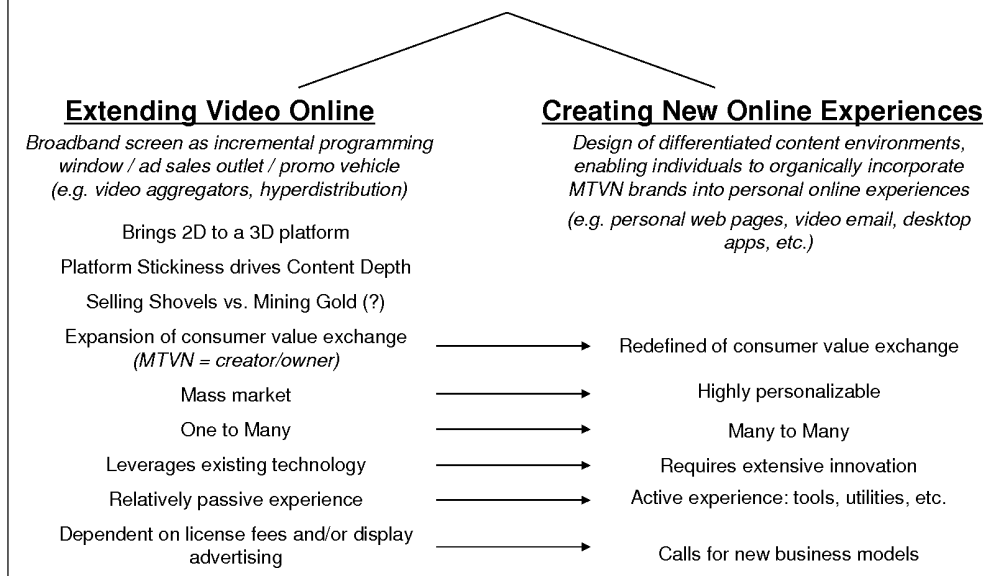 Extending Video Online
Broadband screen as incremental programming
window / ad sales outlet / promo vehicle
(e.g. video aggregators, hyperdistribution)
Brings 2D to a 3D platform
Platform Stickiness drives Content Depth
Selling Shovels vs. Mining Gold (?)
Expansion of consumer value exchange
(MTVN = creator/owner)
Mass market
One to Many
Leverages existing technology
Relatively passive experience
Dependent on license fees and/or display
advertising
Creating New Online Experiences
Design of differentiated content environments,
enabling individuals to organically incorporate
MTVN brands into personal online experiences
(e.g. personal web pages, video email, desktop
apps, etc.)
Redefined of consumer value exchange
Highly personalizable
Many to Many
Requires extensive innovation
Active experience: tools, utilities, etc.
Calls for new business models